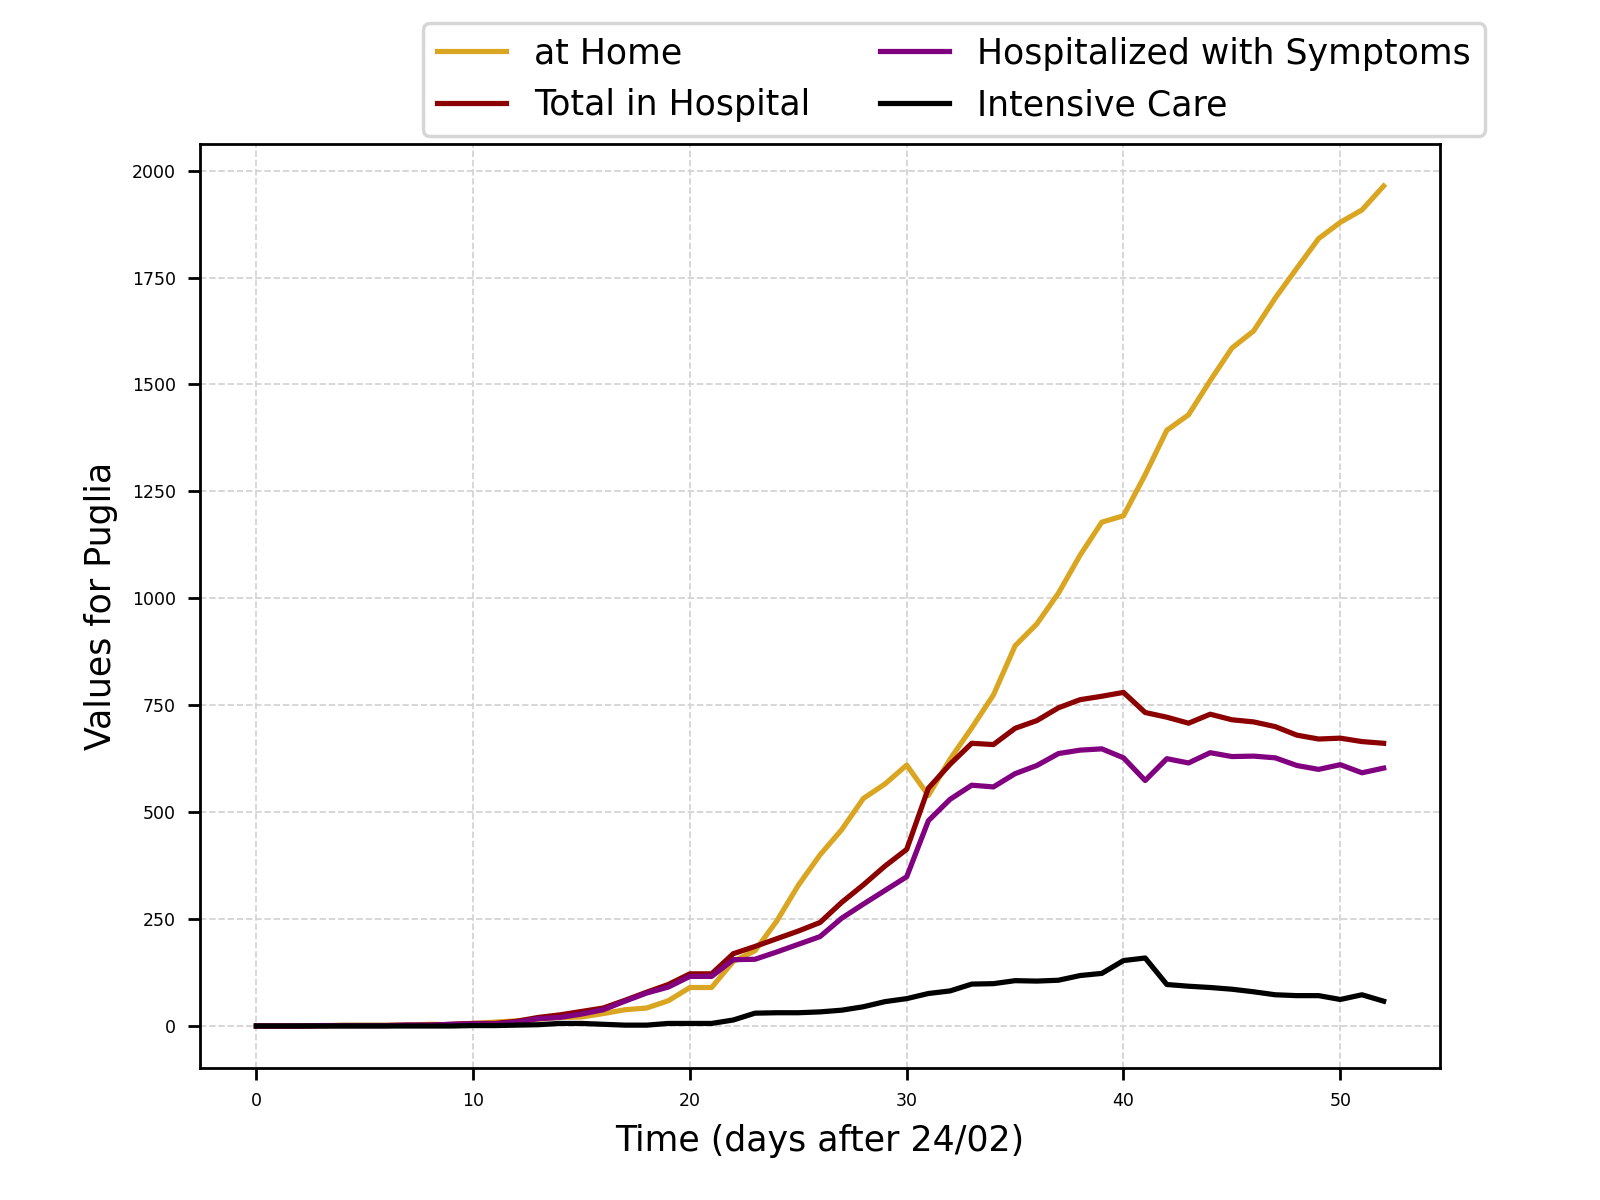 at Home
Total in Hospital
Hospitalized with Symptoms
Intensive Care
Values for Puglia
2000
1750
1500
1250
1000
750
500
250
0
0 10 20 30 40 50
Time (days after 24/02)